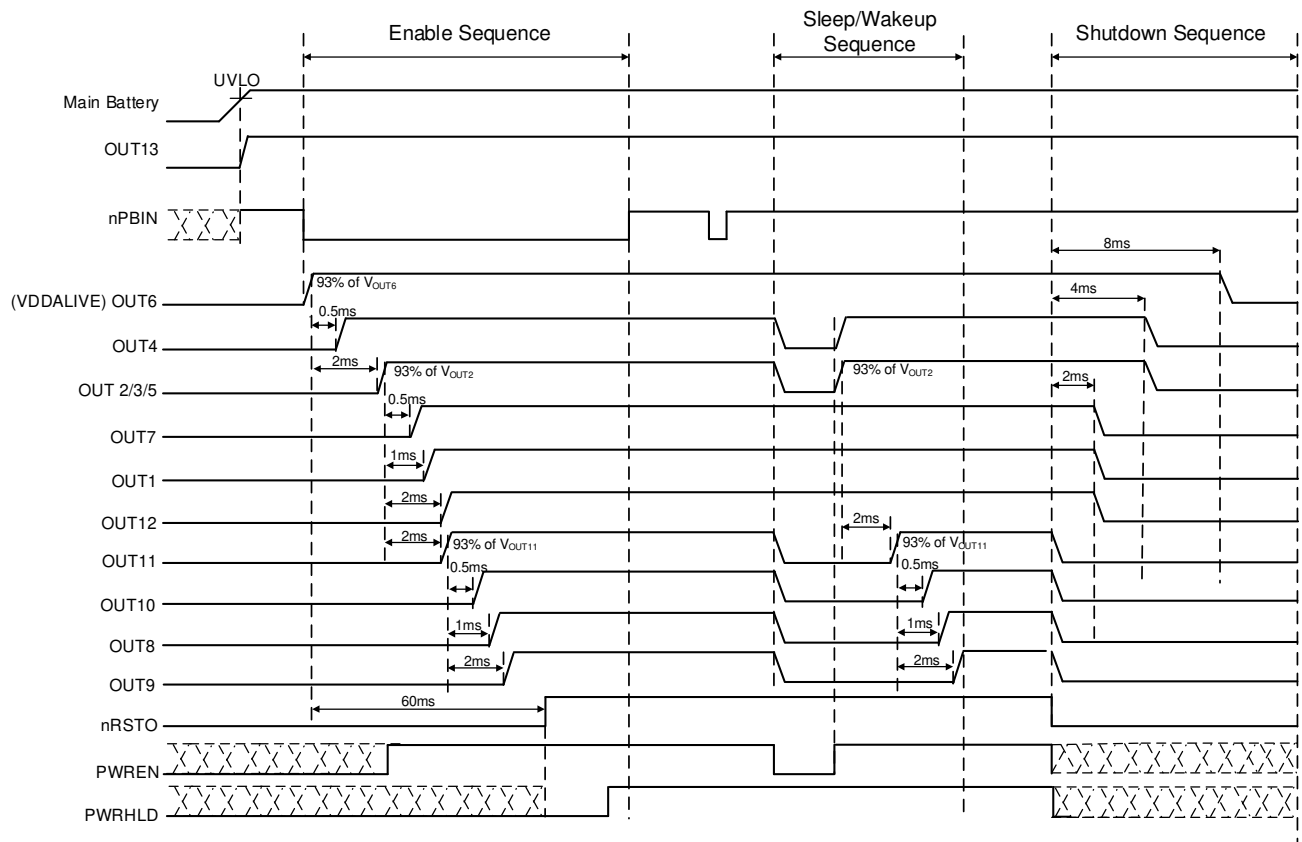 Enable Sequence
Sleep/Wakeup
Sequence
Shutdown Sequence
UVLO
Main Battery
OUT13
nPBIN
8ms
93% of VOUT6
(VDDALIVE) OUT6
4ms
0.5ms
OUT4
2ms
93% of VOUT2
93% of VOUT2
OUT 2/3/5
2ms
0.5ms
OUT7
1ms
OUT1
2ms
OUT12
2ms
93% of VOUT11
2ms
93% of VOUT11
OUT11
0.5ms
0.5ms
OUT10
1ms
1ms
OUT8
2ms
2ms
OUT9
60ms
nRSTO
PWREN
PWRHLD